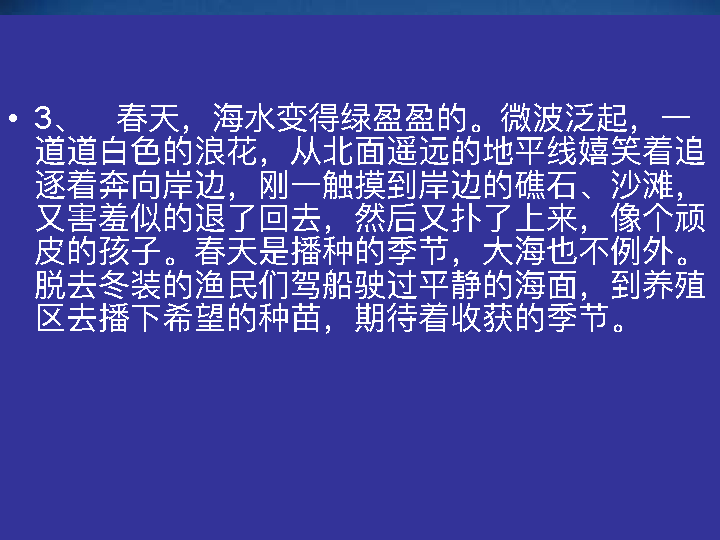 • 3、　春天，海水变得绿盈盈的。微波泛起，一
道道白色的浪花，从北面遥远的地平线嬉笑着追
逐着奔向岸边，刚一触摸到岸边的礁石、沙滩，
又害羞似的退了回去，然后又扑了上来，像个顽
皮的孩子。春天是播种的季节，大海也不例外。
脱去冬装的渔民们驾船驶过平静的海面，到养殖
区去播下希望的种苗，期待着收获的季节。